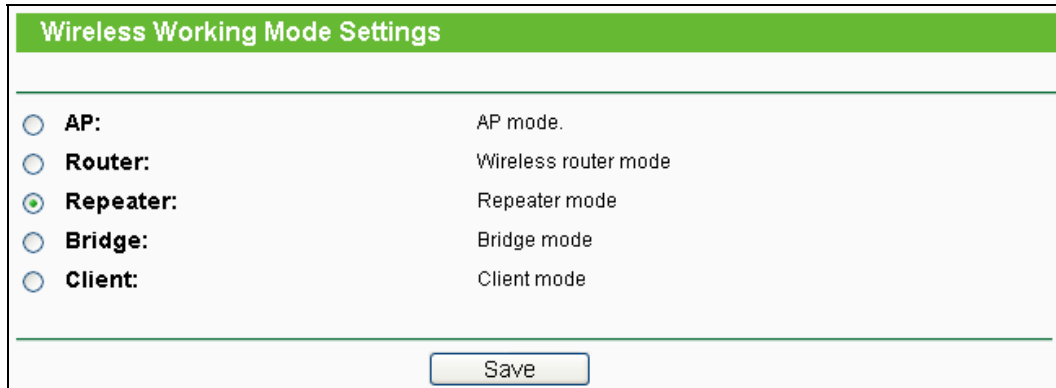 Wireless Working Mode Settings
AP: AP mode.
Router: Wireless router mode
Repeater: Repeater mode
Bridge: Bridge mode
Client: Client mode
Save